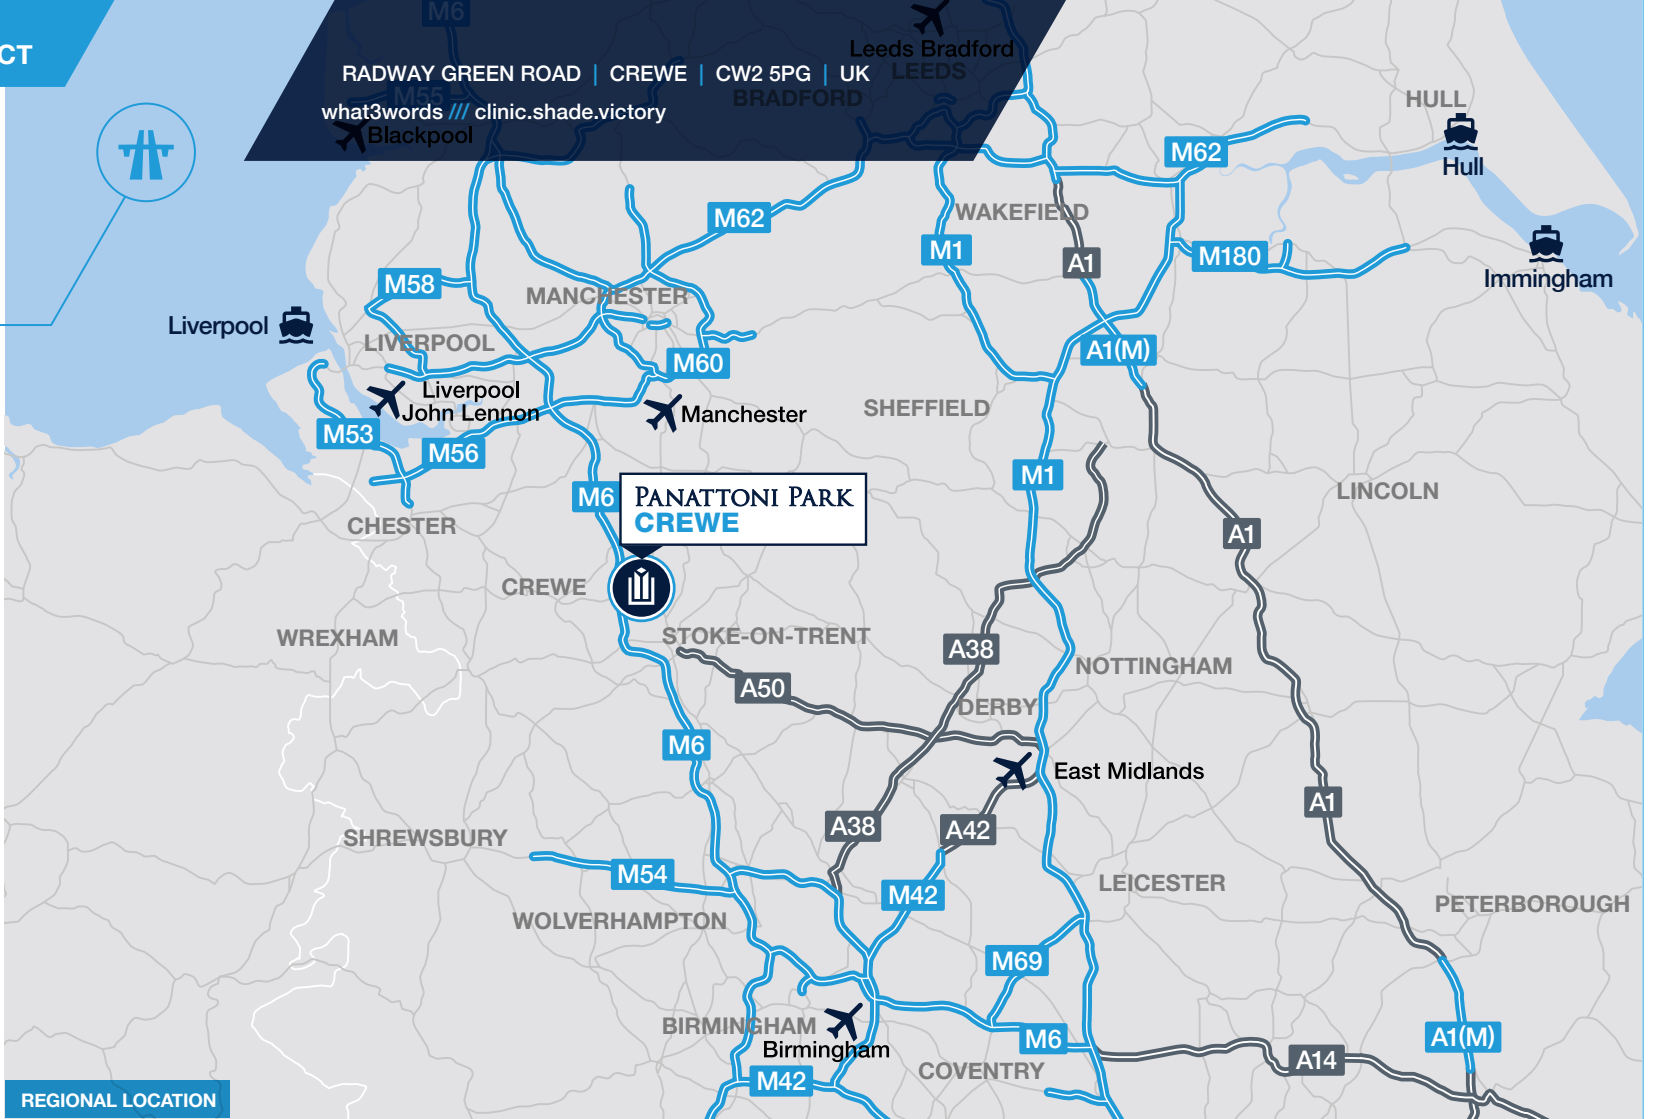 CT
M6
Leeds Bradford
LEEDS
RADWAY GREEN ROAD | CREWE | CW2 5PG | UK
M55
BRADFORD
what3words /// clinic.shade.victory
Blackpool
HULL
Hull
M62
M62
WAKEFIELD
M1
A1
M180
Immingham
M58
MANCHESTER
Liverpool
LIVERPOOL
M60
A1(M)
Liverpool
John Lennon
Manchester
SHEFFIELD
M53
M56
M1
LINCOLN
M6
PANATTONI PARK
CREWE
CHESTER
A1
CREWE
WREXHAM
STOKE-ON-TRENT
A38
NOTTINGHAM
A50
DERBY
M6
East Midlands
A1
SHREWSBURY
A38
A42
M54
M42
LEICESTER
PETERBOROUGH
WOLVERHAMPTON
M69
BIRMINGHAM
Birmingham
M6
A1(M)
COVENTRY
A14
M42
REGIONAL LOCATION